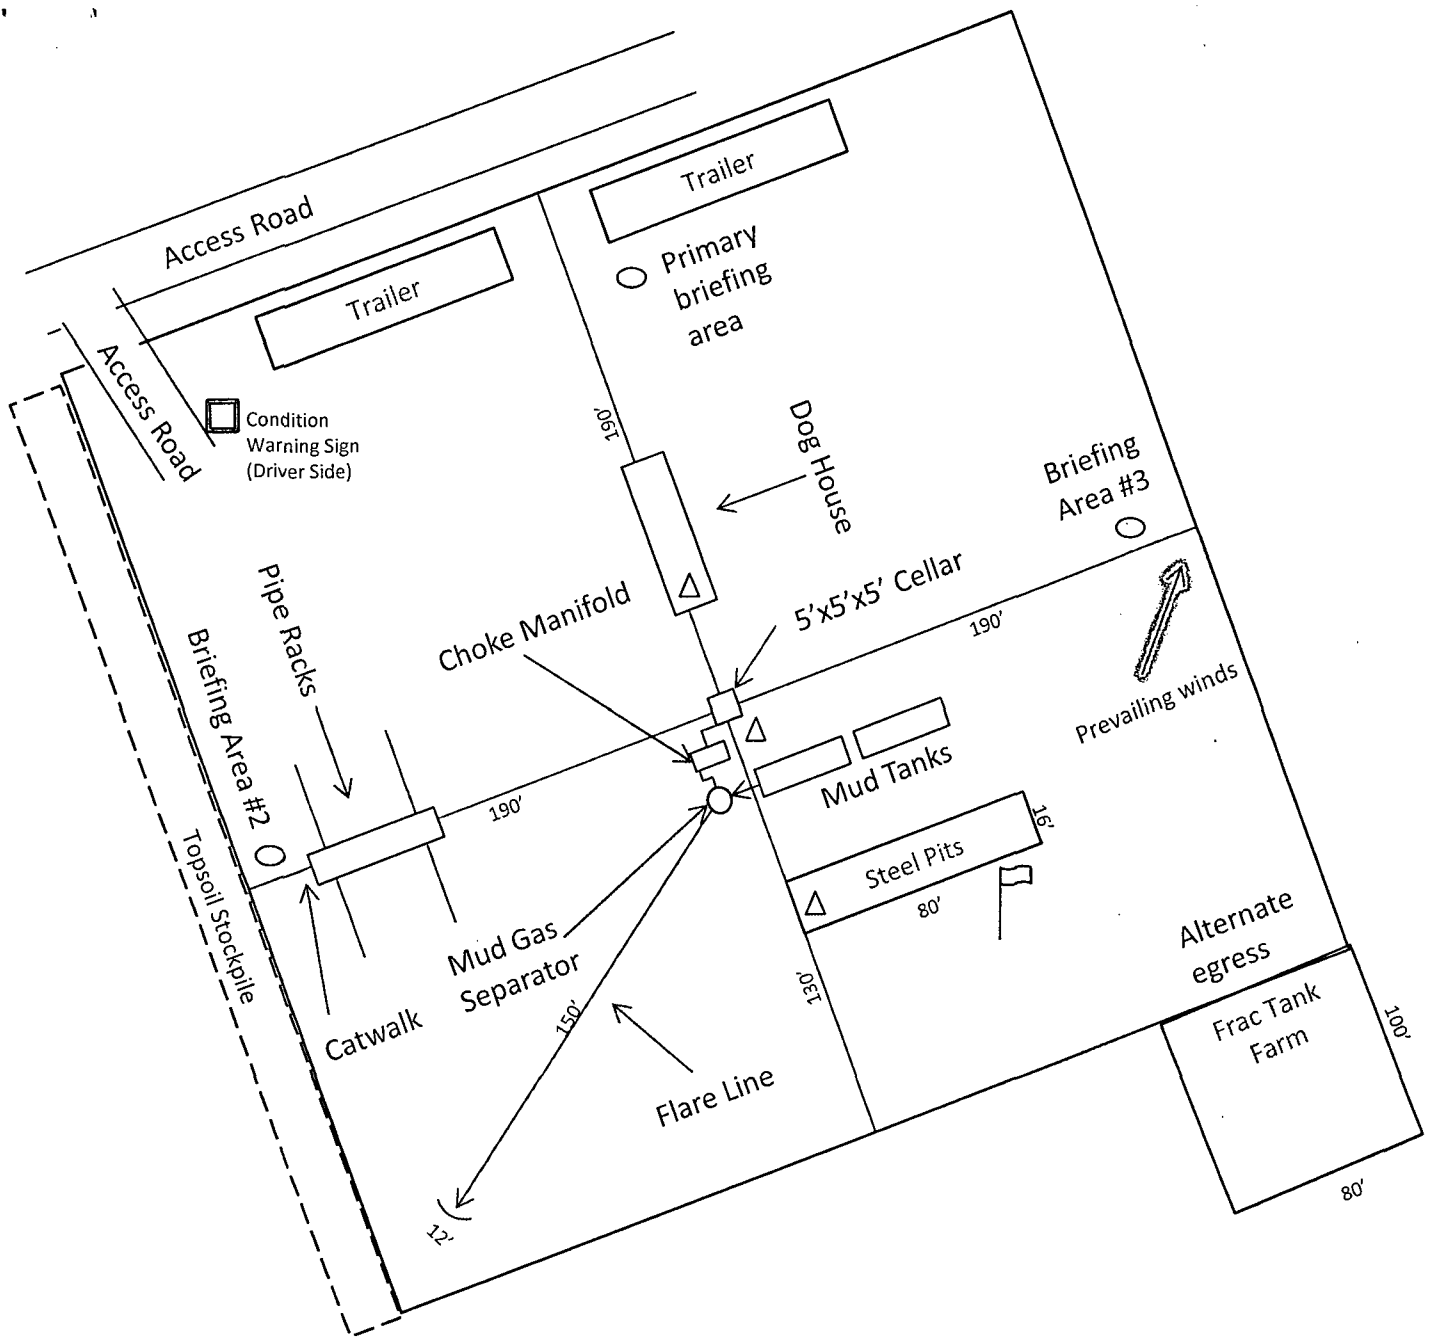 Access Road
Trailer
Trailer
Primary
briefing
area
Access Road
Condition
Warning Sign
(Driver Side)
190'
Dog House
Briefing
Area #3
Pipe Racks
Choke Manifold
5'x5'x5' Cellar
190'
Briefing Area #2
Prevailing winds
190'
Mud Tanks
Topsoil Stockpile
16'
Steel Pits
80'
Mud Gas
Separator
Alternate
egress
130'
Catwalk
150'
Frac Tank
Farm
100'
Flare Line
12'
80'